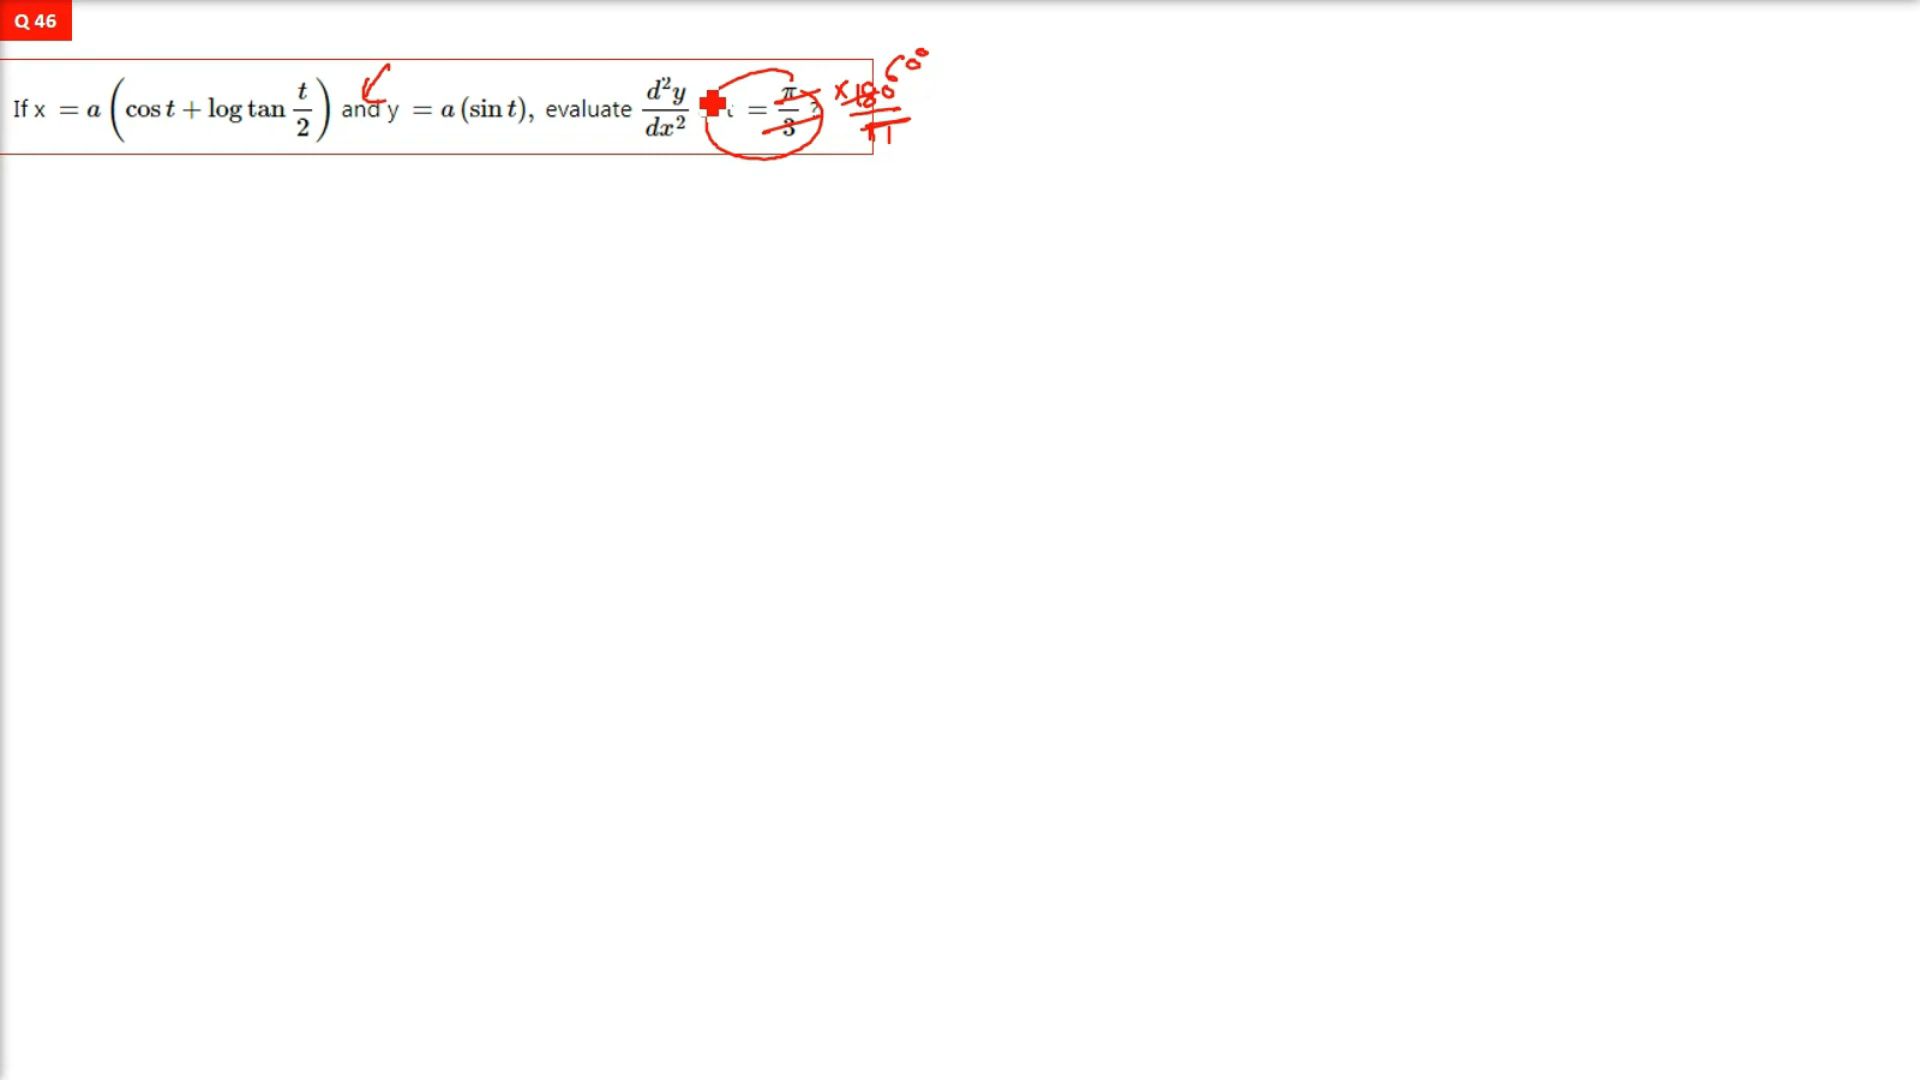 Q 46
60°
If x = a (cos t + log tan t/2) and y = a (sin t), evaluate d²y/dx² t = π/3 ? × 180/π